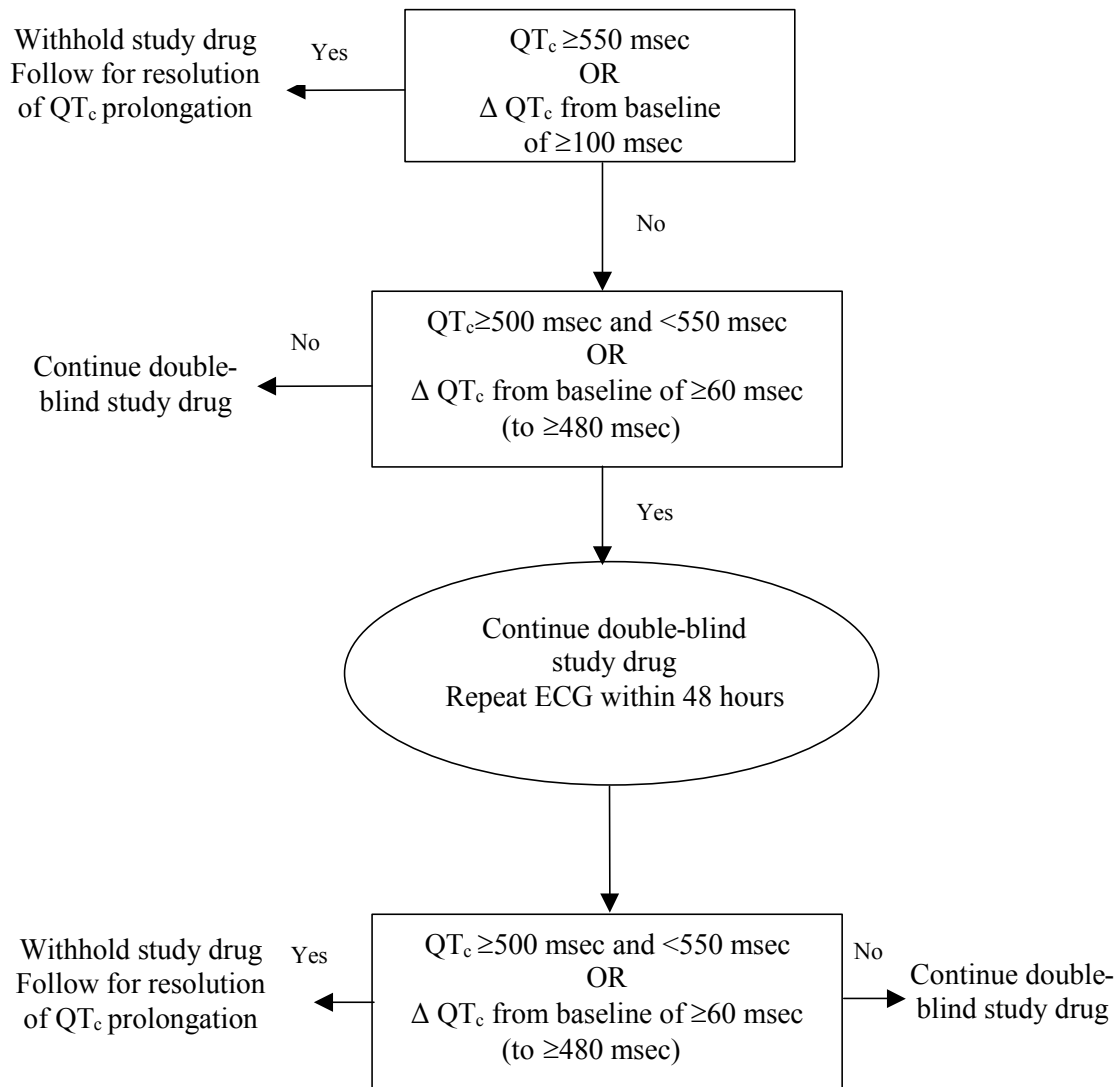 Withhold study drug
Follow for resolution
of QTc prolongation
Yes
QTc ≥550 msec
OR
Δ QTc from baseline
of ≥100 msec
No
QTc≥500 msec and <550 msec
OR
Δ QTc from baseline of ≥60 msec
(to ≥480 msec)
No
Continue double-
blind study drug
Yes
Continue double-blind
study drug
Repeat ECG within 48 hours
Withhold study drug
Follow for resolution
of QTc prolongation
Yes
QTc ≥500 msec and <550 msec
OR
Δ QTc from baseline of ≥60 msec
(to ≥480 msec)
No
Continue double-
blind study drug